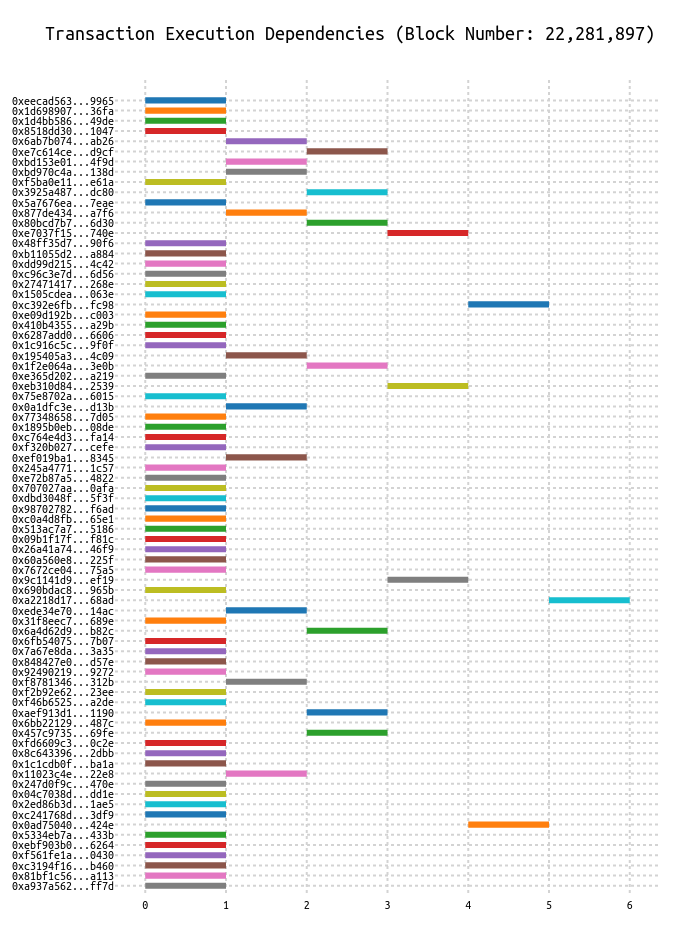 Transaction Execution Dependencies (Block Number: 22,281,897)
0xeecad563...9965
0x1d698907...36fa
0x1d4bb586...49de
0x8518dd30...1047
0x6ab7b074...ab26
0xe7c614ce...d9cf
0xbd153e01...4f9d
0xbd970c4a...138d
0xf5ba0e11...e61a
0x3925a487...dc80
0x5a7676ea...7eae
0x877de434...a7f6
0x80bcd7b7...6d30
0xe7037f15...740e
0x48ff35d7...90f6
0xb11055d2...a884
0xdd99d215...4c42
0xc96c3e7d...6d56
0x27471417...268e
0x1505cdea...063e
0xc392e6fb...fc98
0xe09d192b...c003
0x410b4355...a29b
0x6287add0...6606
0x1c916c5c...9f0f
0x195405a3...4c09
0x1f2e064a...3e0b
0xe365d202...a219
0xeb310d84...2539
0x75e8702a...6015
0x0a1dfc3e...d13b
0x77348658...7d05
0x1895b0eb...08de
0xc764e4d3...fa14
0xf320b027...cefe
0xef019ba1...8345
0x245a4771...1c57
0xe72b87a5...4822
0x707027aa...0afa
0xdbd3048f...5f3f
0x98702782...f6ad
0xc0a4d8fb...65e1
0x513ac7a7...5186
0x09b1f17f...f81c
0x26a41a74...46f9
0x60a560e8...225f
0x7672ce04...75a5
0x9c1141d9...ef19
0x690bdac8...965b
0xa2218d17...68ad
0xede34e70...14ac
0x31f8eec7...689e
0x6a4d62d9...b82c
0x6fb54075...7b07
0x7a67e8da...3a35
0x848427e0...d57e
0x92490219...9272
0xf8781346...312b
0xf2b92e62...23ee
0xf46b6525...a2de
0xaef913d1...1190
0x6bb22129...487c
0x457c9735...69fe
0xfd6609c3...0c2e
0x8c643396...2dbb
0x1c1cdb0f...ba1a
0x11023c4e...22e8
0x247d0f9c...470e
0x04c7038d...dd1e
0x2ed86b3d...1ae5
0xc241768d...3df9
0x0ad75040...424e
0x5334eb7a...433b
0xebf903b0...6264
0xf561fe1a...0430
0xc3194f16...b460
0x81bf1c56...a113
0xa937a562...ff7d
0 1 2 3 4 5 6